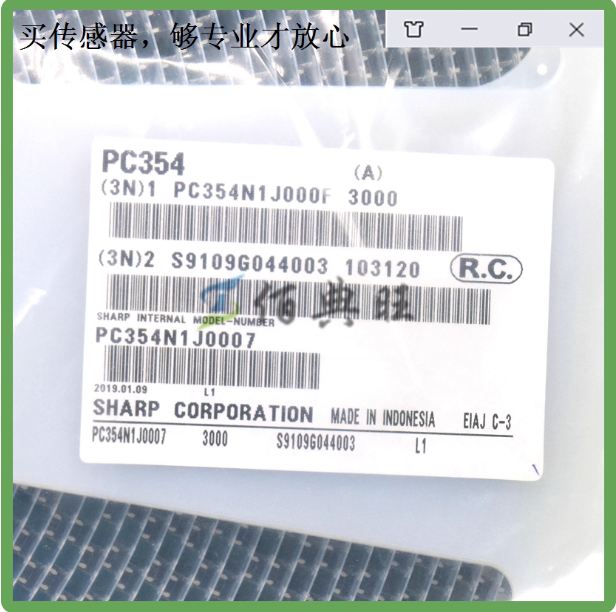 买传感器，够专业才放心
PC354
(A)
(3N)1 PC354N1J000F 3000
(3N)2 S9109G044003 103120 R.C.
佰典旺
SHARP INTERNAL MODEL-NUMBER
PC354N1J0007
2019.01.09 L1
SHARP CORPORATION MADE IN INDONESIA EIAJ C-3
PC354N1J0007 3000 S9109G044003 L1